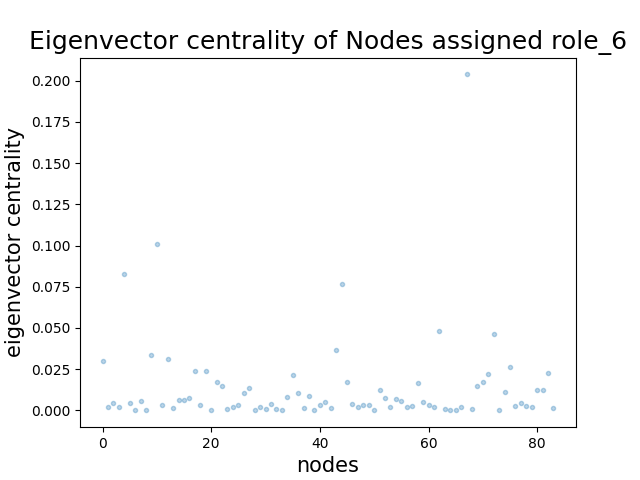 Eigenvector centrality of Nodes assigned role_6
eigenvector centrality
0.200
0.175
0.150
0.125
0.100
0.075
0.050
0.025
0.000
0 20 40 60 80
nodes